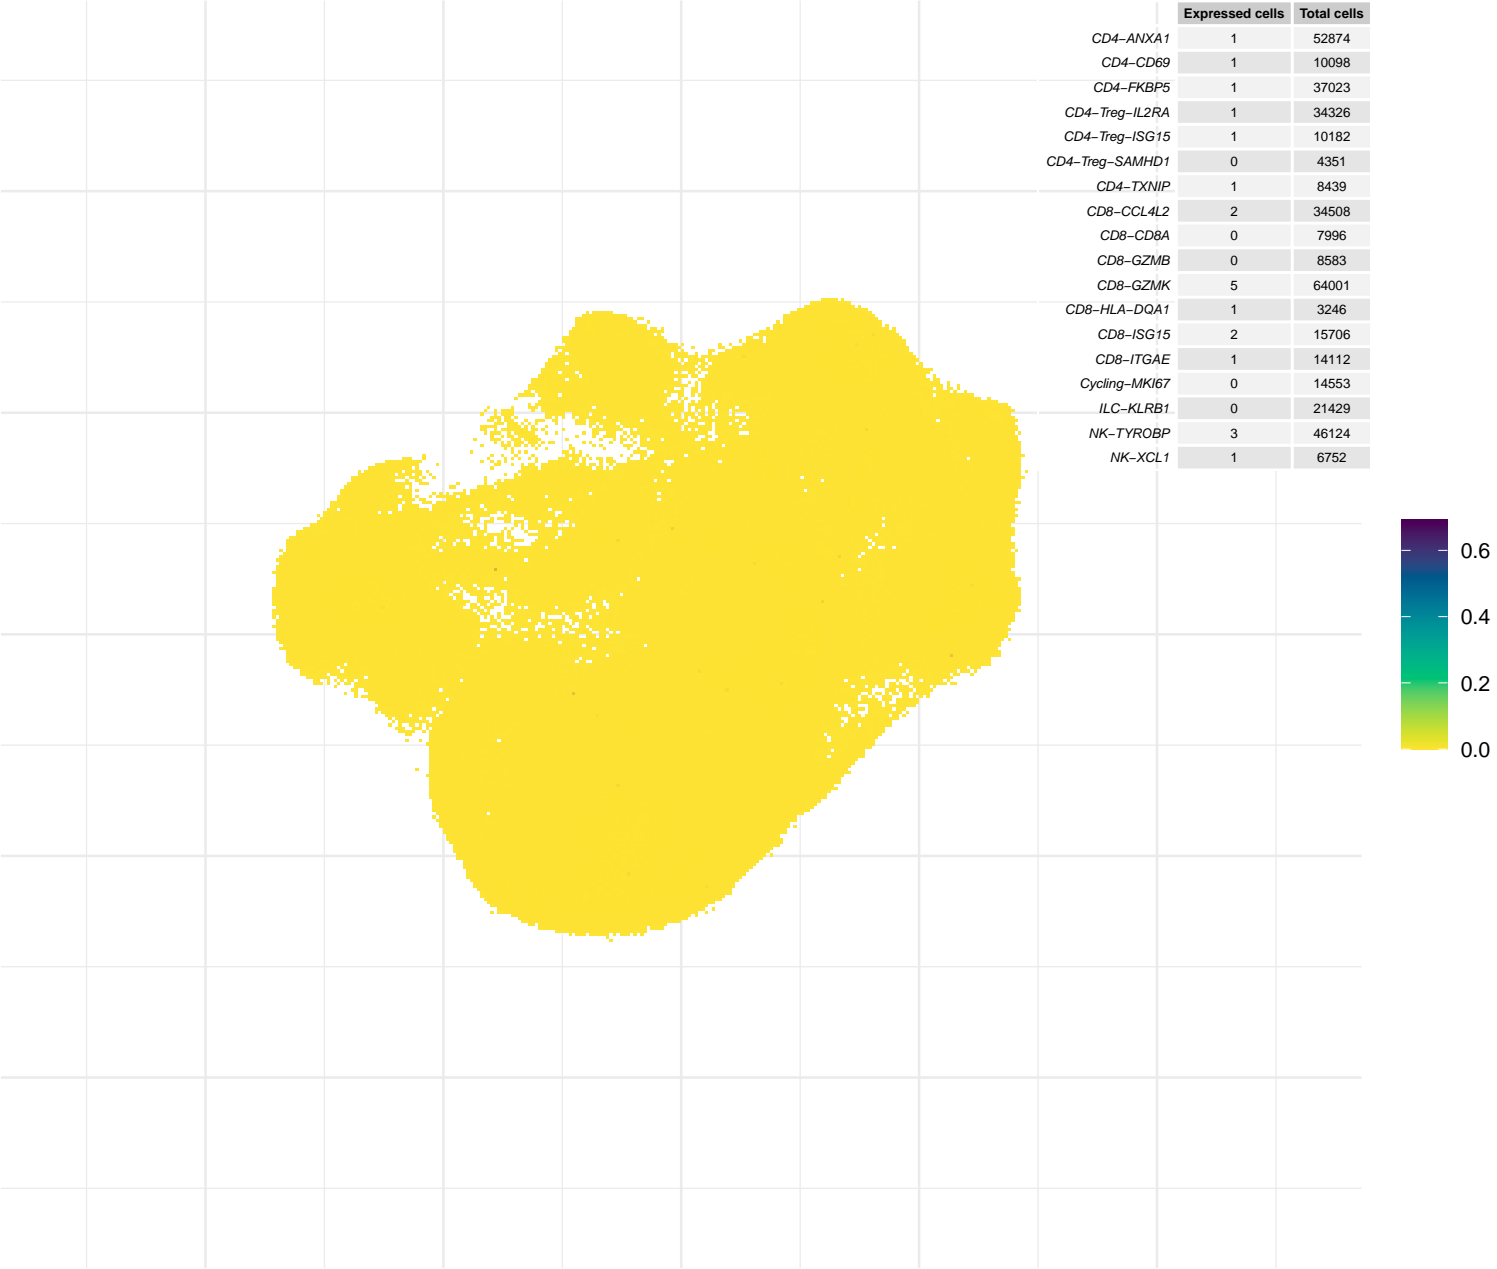 Expressed cells Total cells
CD4−ANXA1 1 52874
CD4−CD69 1 10098
CD4−FKBP5 1 37023
CD4−Treg−IL2RA 1 34326
CD4−Treg−ISG15 1 10182
CD4−Treg−SAMHD1 0 4351
CD4−TXNIP 1 8439
CD8−CCL4L2 2 34508
CD8−CD8A 0 7996
CD8−GZMB 0 8583
CD8−GZMK 5 64001
CD8−HLA−DQA1 1 3246
CD8−ISG15 2 15706
CD8−ITGAE 1 14112
Cycling−MKI67 0 14553
ILC−KLRB1 0 21429
NK−TYROBP 3 46124
NK−XCL1 1 6752
0.6
0.4
0.2
0.0